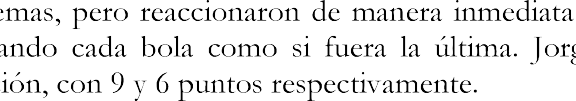 emas, pero reaccionaron de manera inmediata
ando cada bola como si fuera la última. Jorg
ción, con 9 y 6 puntos respectivamente.